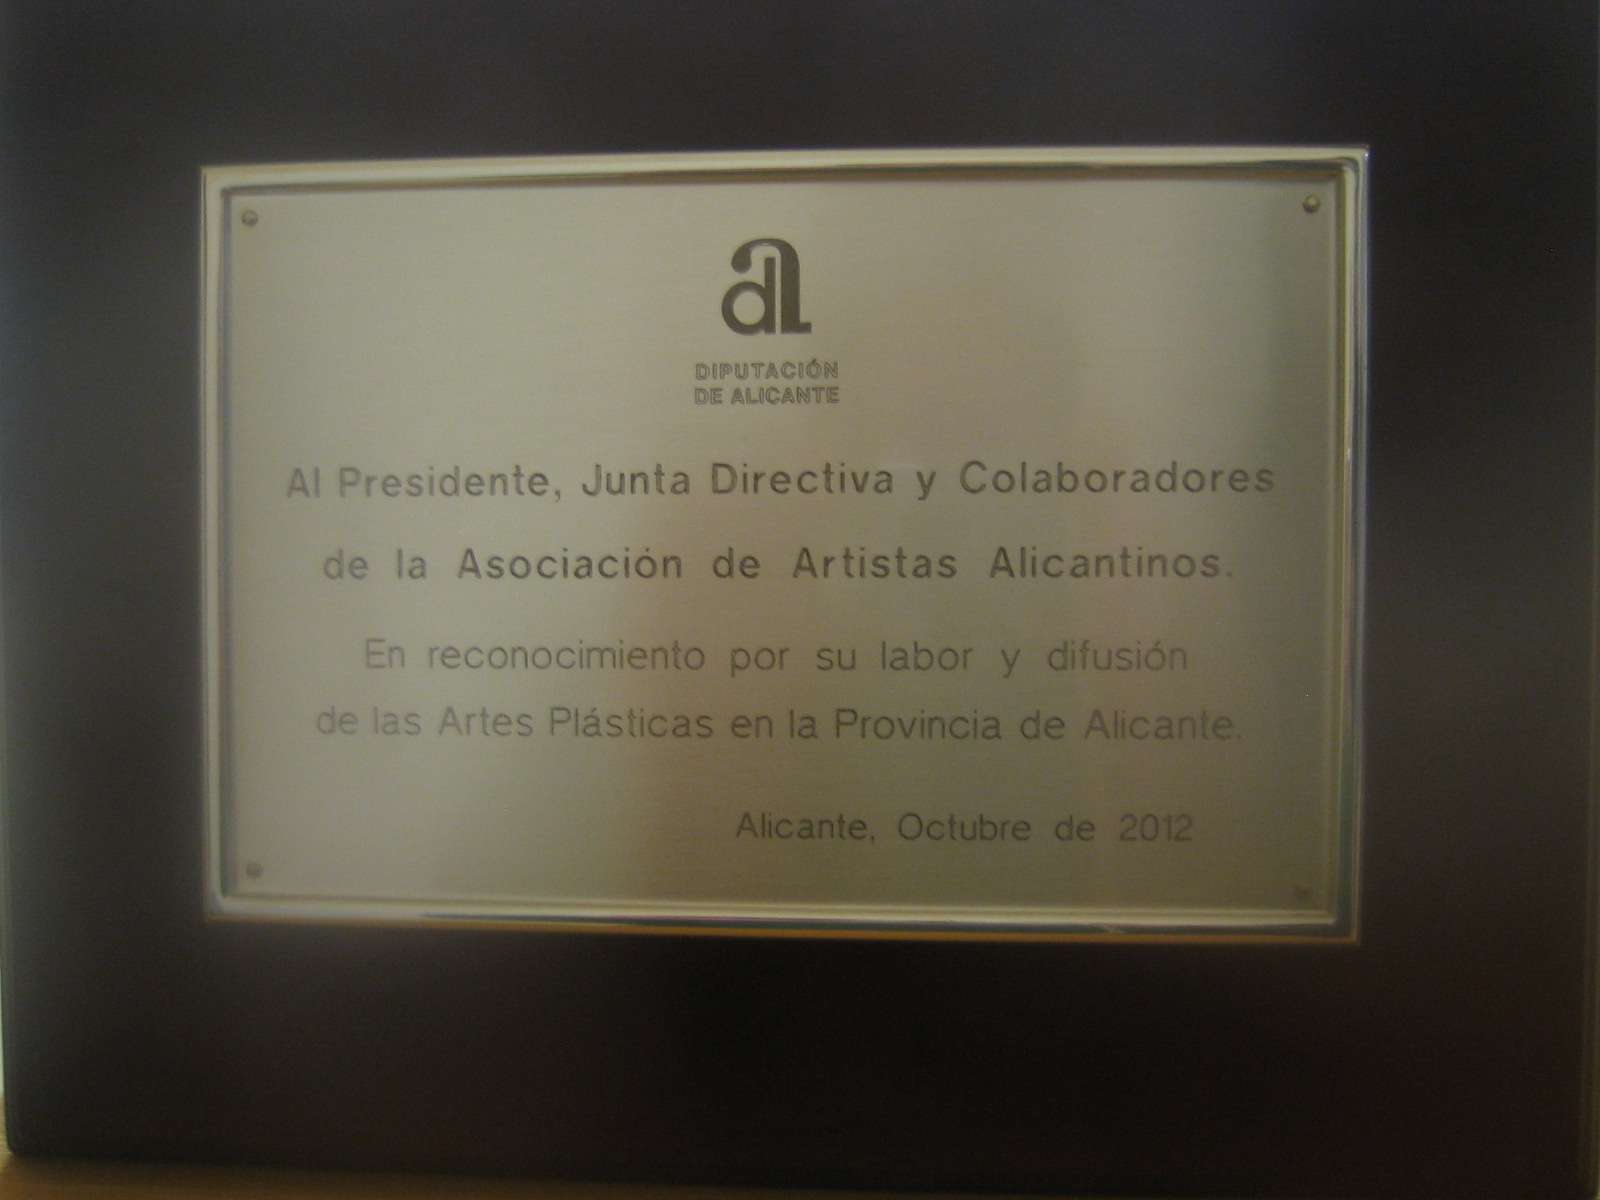 DIPUTACIÓN
DE ALICANTE
Al Presidente, Junta Directiva y Colaboradores
de la Asociación de Artistas Alicantinos.
En reconocimiento por su labor y difusión
de las Artes Plásticas en la Provincia de Alicante.
Alicante, Octubre de 2012